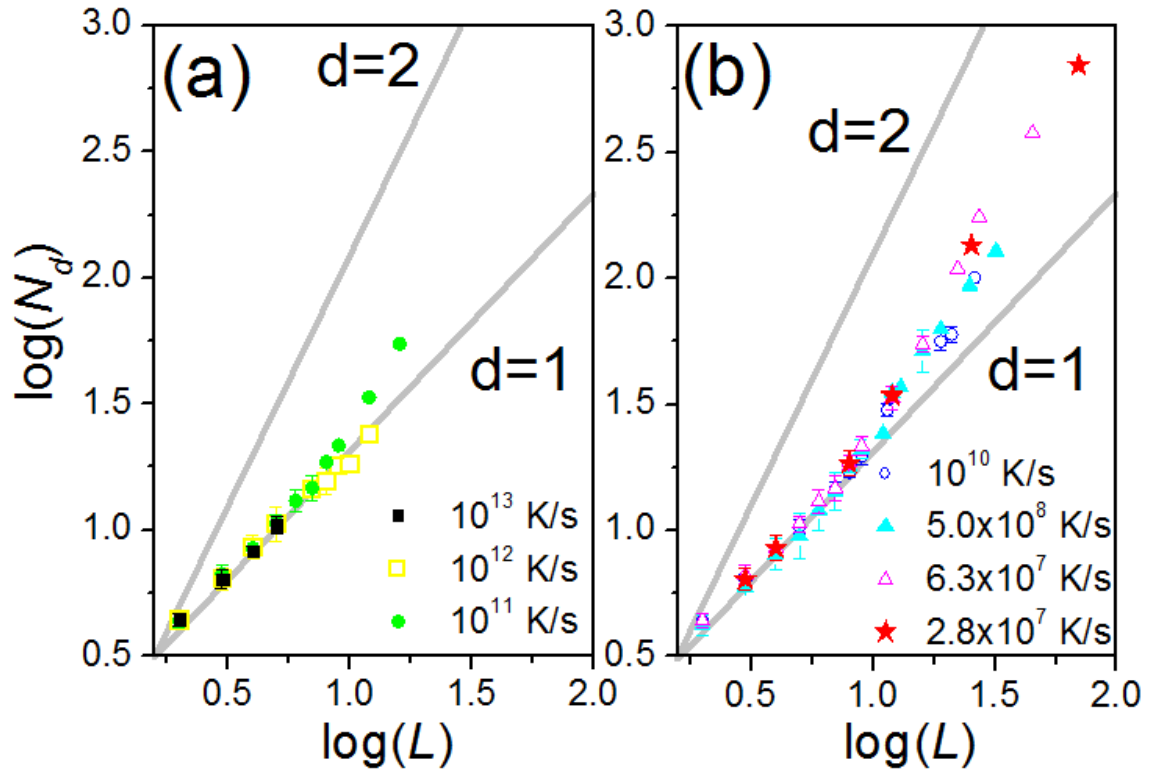 3.0
2.5
2.0
1.5
1.0
0.5
0.5 1.0 1.5 2.0
log(N_d)
log(L)
(a)
d=2
d=1
10^13 K/s
10^12 K/s
10^11 K/s
3.0
2.5
2.0
1.5
1.0
0.5
0.5 1.0 1.5 2.0
log(L)
(b)
d=2
d=1
10^10 K/s
5.0x10^8 K/s
6.3x10^7 K/s
2.8x10^7 K/s